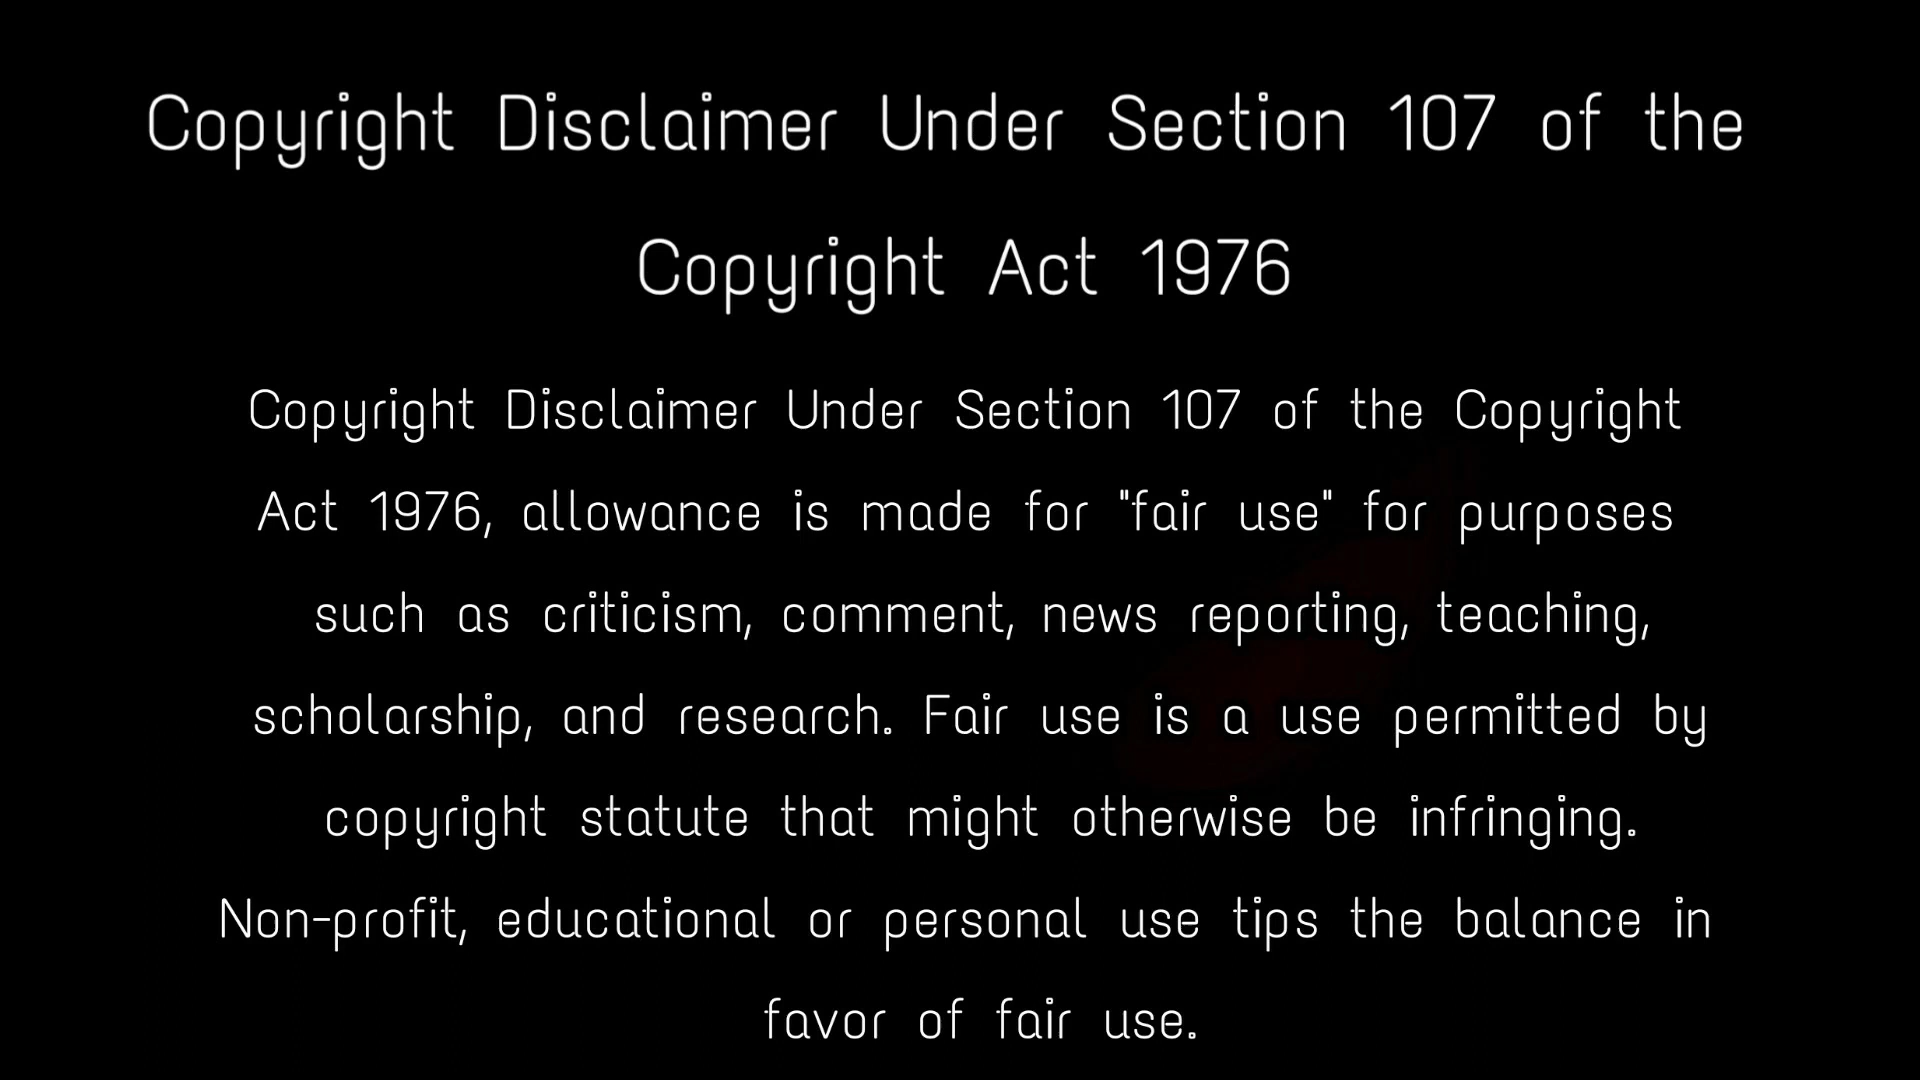 Copyright Disclaimer Under Section 107 of the
Copyright Act 1976
Copyright Disclaimer Under Section 107 of the Copyright
Act 1976, allowance is made for "fair use" for purposes
such as criticism, comment, news reporting, teaching,
scholarship, and research. Fair use is a use permitted by
copyright statute that might otherwise be infringing.
Non-profit, educational or personal use tips the balance in
favor of fair use.